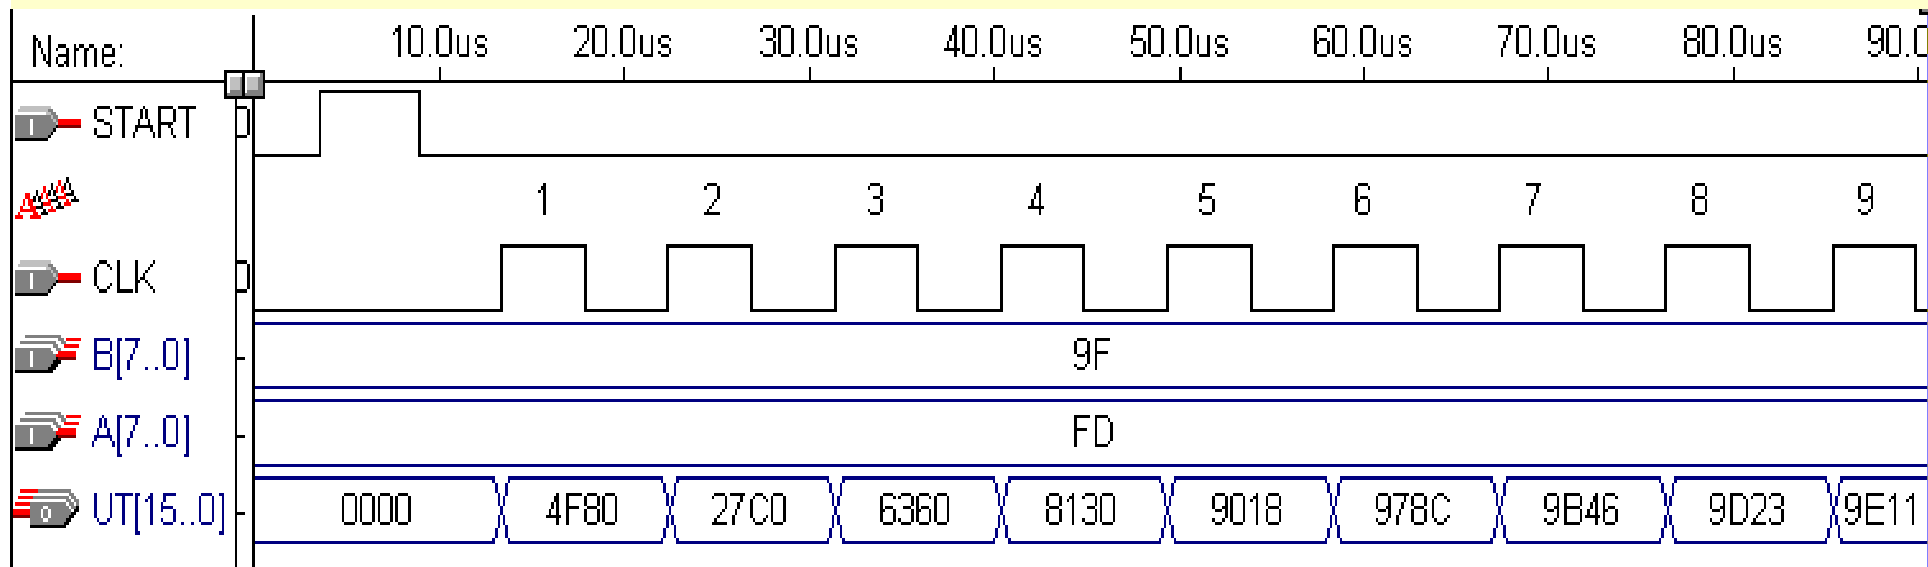 Name: 10.0us 20.0us 30.0us 40.0us 50.0us 60.0us 70.0us 80.0us 90.0
START 0
1 2 3 4 5 6 7 8 9
CLK 0
B[7..0] 9F
A[7..0] FD
UT[15..0] 0000 4F80 27C0 6360 8130 9018 978C 9B46 9D23 9E11